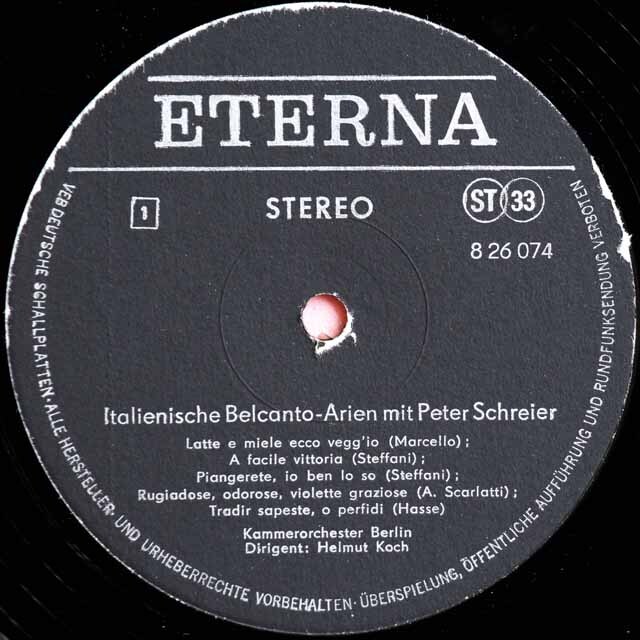 ETERNA
1
STEREO
ST 33
8 26 074
Italienische Belcanto-Arien mit Peter Schreier
Latte e miele ecco vegg'io (Marcello) ;
A facile vittoria (Steffani) ;
Piangerete, io ben lo so (Steffani) ;
Rugiadose, odorose, violette graziose (A. Scarlatti) ;
Tradir sapeste, o perfidi (Hasse)
Kammerorchester Berlin
Dirigent: Helmut Koch
VEB DEUTSCHE SCHALLPLATTEN · ALLE HERSTELLER- UND URHEBERRECHTE VORBEHALTEN · ÜBERSPIELUNG, ÖFFENTLICHE AUFFÜHRUNG UND RUNDFUNKSENDUNG VERBOTEN